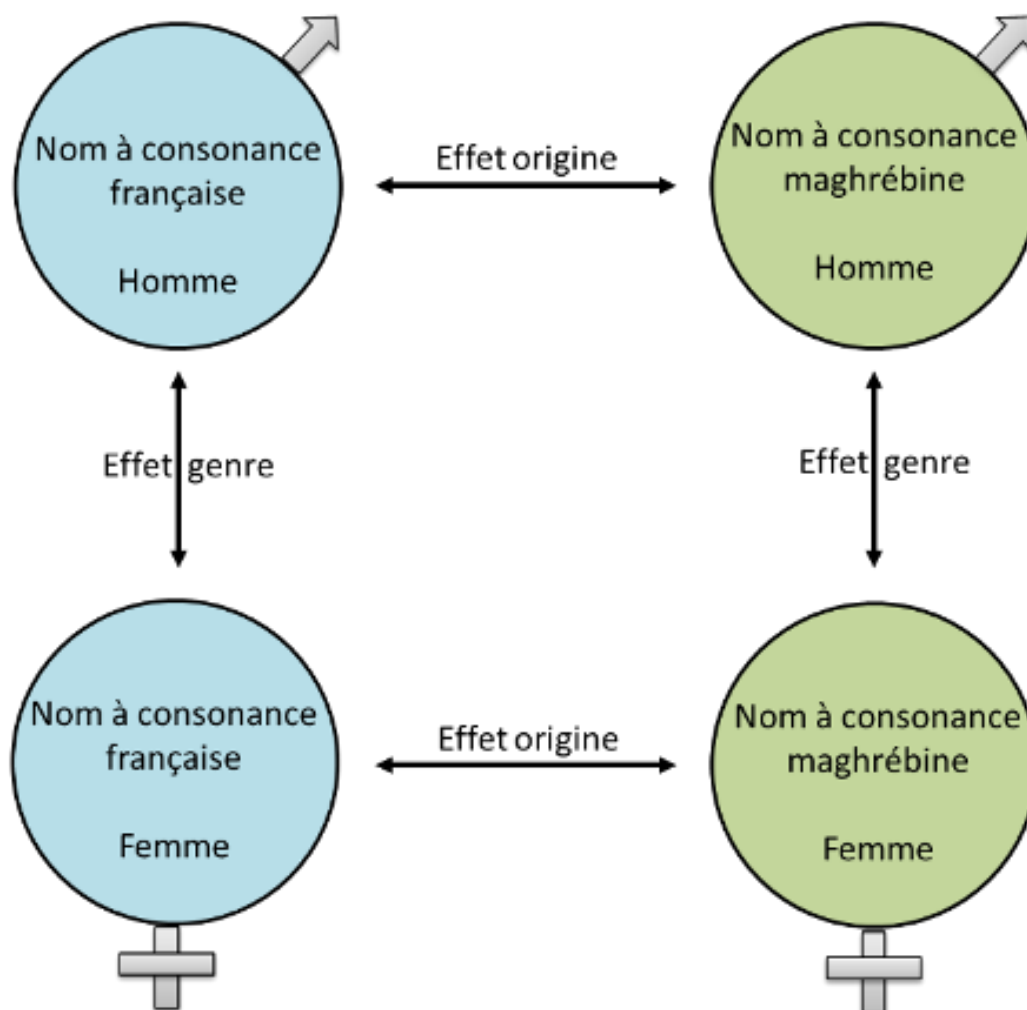 Nom à consonance
française
Homme
Effet origine
Nom à consonance
maghrébine
Homme
Effet genre
Effet genre
Nom à consonance
française
Femme
Effet origine
Nom à consonance
maghrébine
Femme